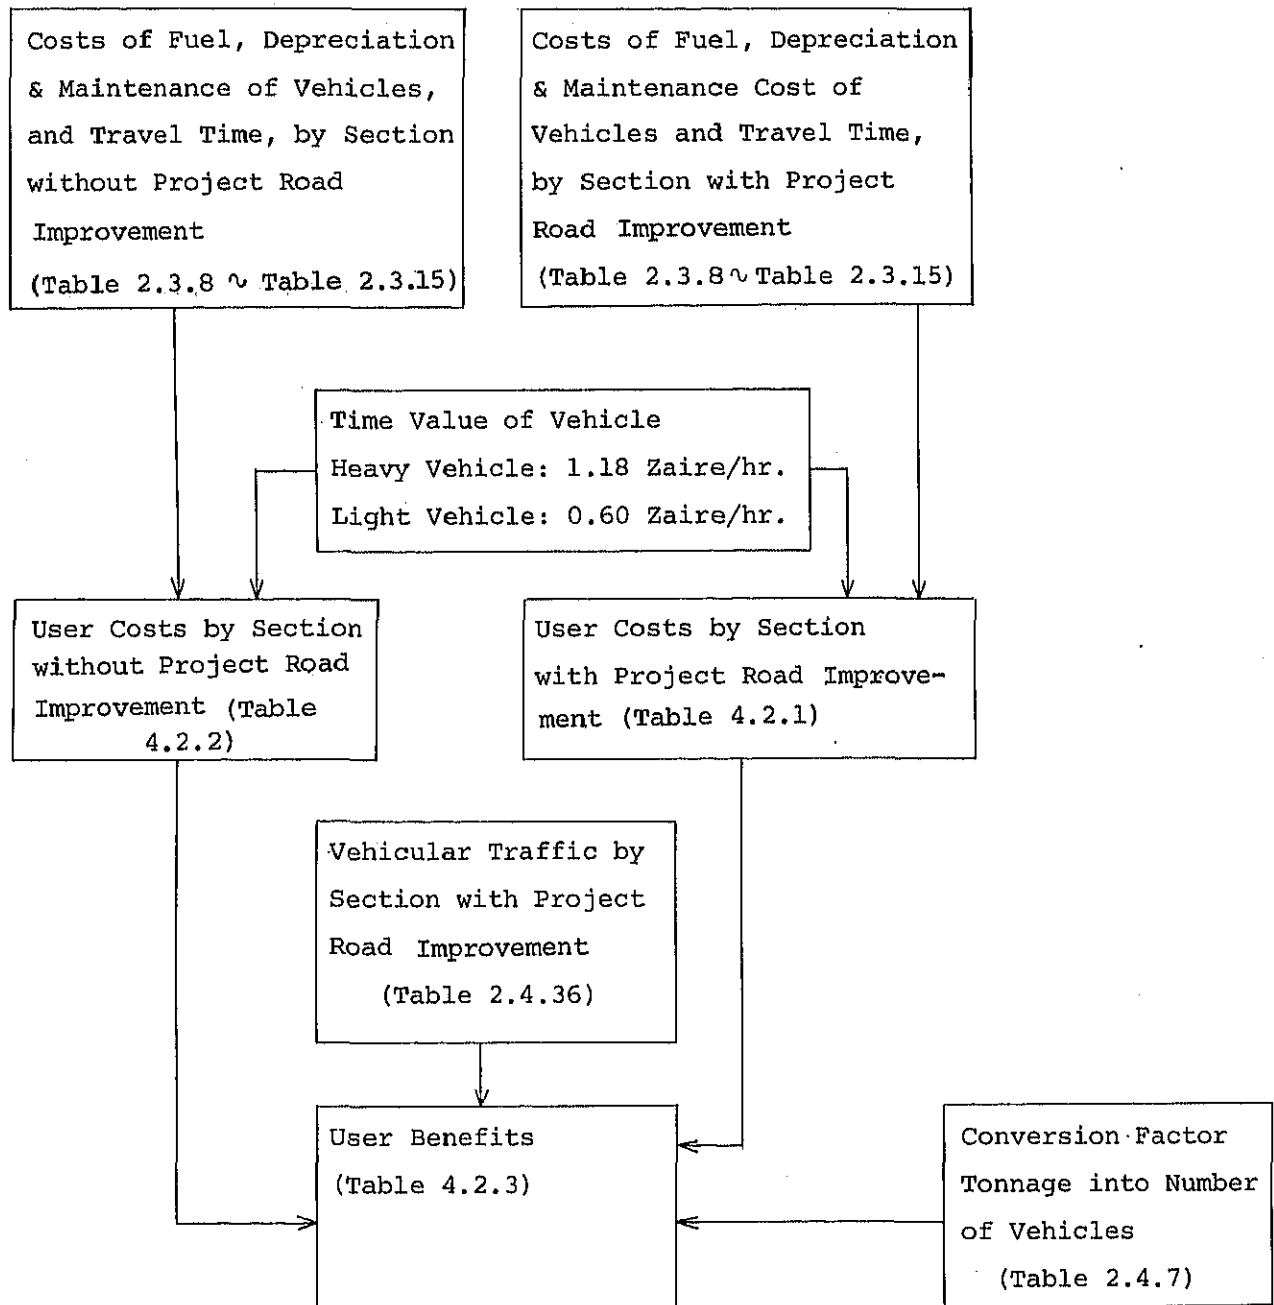 Costs of Fuel, Depreciation
& Maintenance of Vehicles,
and Travel Time, by Section
without Project Road
Improvement
(Table 2.3.8 ~ Table 2.3.15)
Costs of Fuel, Depreciation
& Maintenance Cost of
Vehicles and Travel Time,
by Section with Project
Road Improvement
(Table 2.3.8 ~ Table 2.3.15)
Time Value of Vehicle
Heavy Vehicle: 1.18 Zaire/hr.
Light Vehicle: 0.60 Zaire/hr.
User Costs by Section
without Project Road
Improvement (Table
4.2.2)
User Costs by Section
with Project Road Improve-
ment (Table 4.2.1)
Vehicular Traffic by
Section with Project
Road Improvement
(Table 2.4.36)
User Benefits
(Table 4.2.3)
Conversion Factor
Tonnage into Number
of Vehicles
(Table 2.4.7)